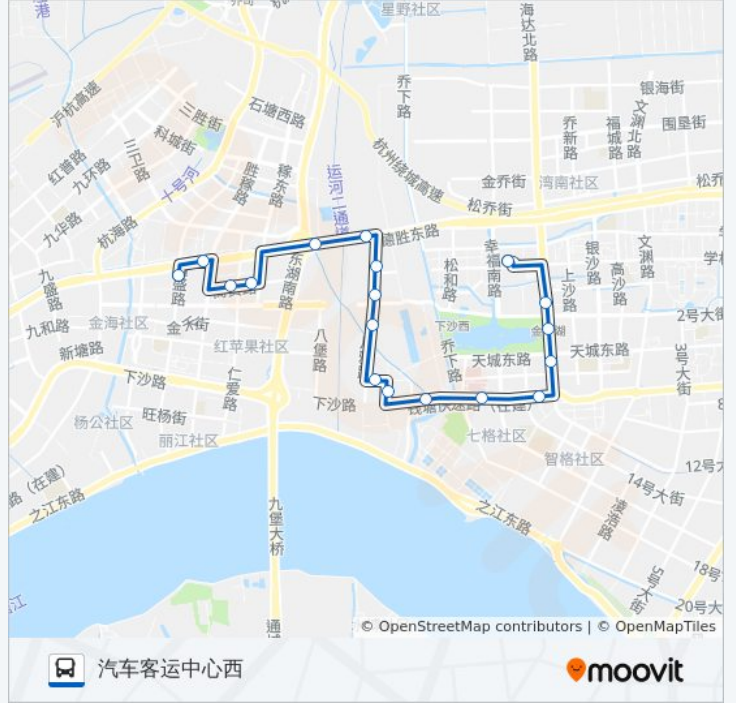 港
星野社区
海达北路
沪杭高速
三胜街
石塘西路
乔下路
银海街
文渊北路
福城路
围垦街
乔新路
科城街
三卫路
红普路
九环路
十号河
胜稼路
稼东路
运河二通道
杭州绕城高速
金乔街
湾南社区
松乔街
松乔
九华路
杭海路
德胜东路
幸福南路
银沙路
文渊路
高沙路
上沙路
学校
九盛路
盛路
东湖南路
松和路
九和路
金海社区
红苹果社区
八堡路
下沙西
乔下路
天城东路
天城东路
2号大街
3号大街
新塘路
下沙路
仁爱路
旺杨街
杨公社区
丽江社区
下沙路
钱塘快速路（在建）
8
七格社区
智格社区
12号大
路（在建）
之江东路
九堡大桥
之江东路
14号大街
凌浩路
18号
5号大街
20号大
通城
© OpenStreetMap contributors | © OpenMapTiles
汽车客运中心西
moovit